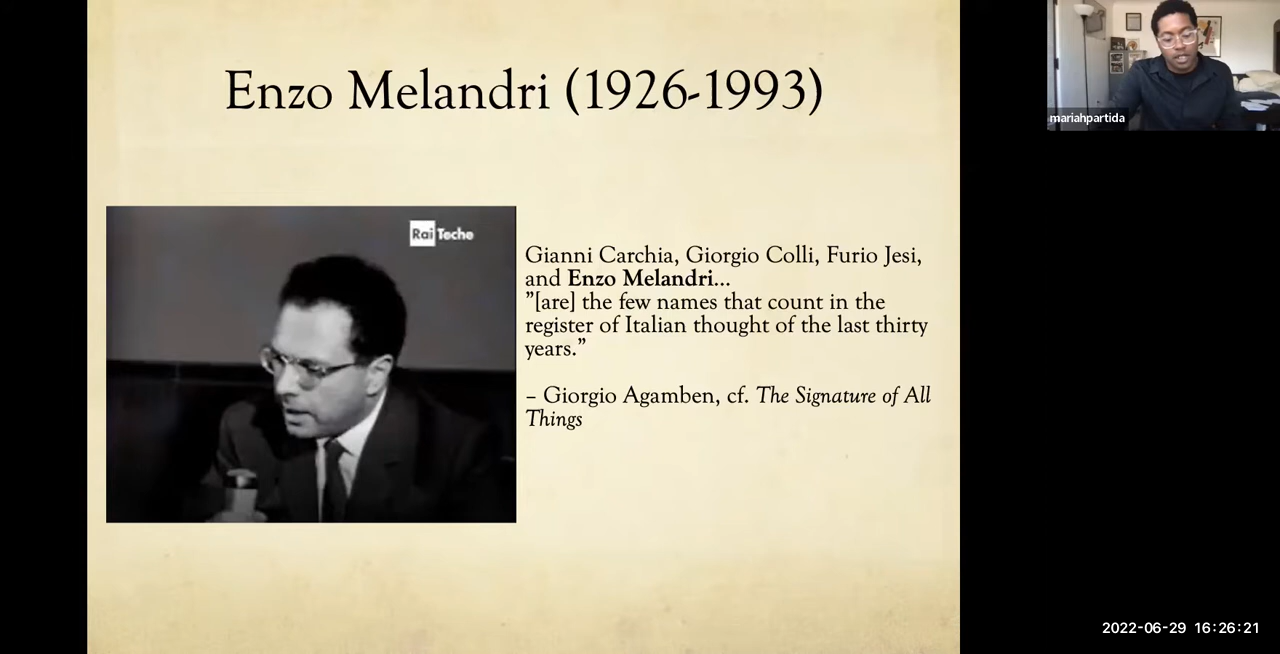 Enzo Melandri (1926-1993)
mariahpartida
Rai Teche
Gianni Carchia, Giorgio Colli, Furio Jesi,
and Enzo Melandri...
”[are] the few names that count in the
register of Italian thought of the last thirty
years.”
– Giorgio Agamben, cf. The Signature of All
Things
2022-06-29 16:26:21